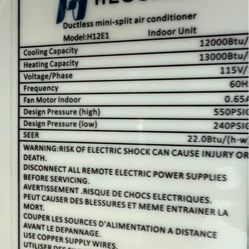 Ductless mini-split air conditioner
Model:H12E1 Indoor Unit
Cooling Capacity 12000Btu/
Heating Capacity 13000Btu/
Voltage/Phase 115V/
Frequency 60H
Fan Motor Indoor 0.65A
Design Pressure (high) 550PSIG
Design Pressure (low) 240PSIG
SEER 22.0Btu/(h·w
WARNING:RISK OF ELECTRIC SHOCK CAN CAUSE INJURY OR
DEATH.
DISCONNECT ALL REMOTE ELECTRIC POWER SUPPLIES
BEFORE SERVICING.
AVERTISSEMENT .RISQUE DE CHOCS ELECTRIQUES.
PEUT CAUSER DES BLESSURES ET MEME ENTRAINER LA
MORT.
COUPER LES SOURCES D'ALIMENTATION A DISTANCE
AVANT LE DEPANNAGE.
USE COPPER SUPPLY WIRES.